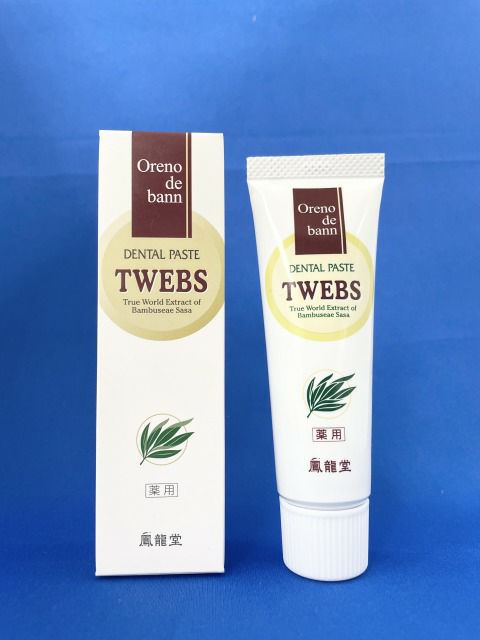 Oreno
de
bann
DENTAL PASTE
TWEBS
True World Extract of
Bambuseae Sasa
薬用
鳳龍堂
Oreno
de
bann
DENTAL PASTE
TWEBS
True World Extract of
Bambuseae Sasa
薬用
鳳龍堂